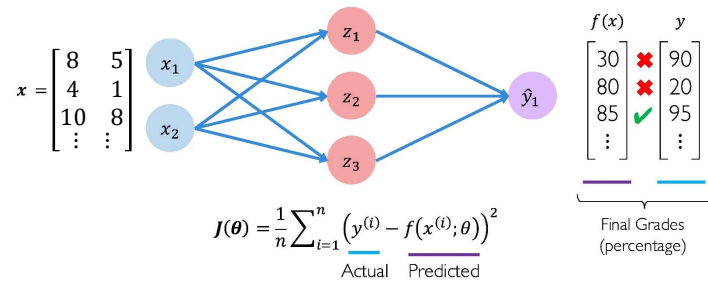 f(x) y
x = [8 5
4 1
10 8
⋮ ⋮]
x₁
x₂
z₁
z₂
z₃
ŷ₁
[30 ✖ 90
80 ✖ 20
85 ✔ 95
⋮ ⋮]
J(θ) = 1/n ∑ᵢ₌₁ⁿ (y⁽ⁱ⁾ − f(x⁽ⁱ⁾; θ))²
Actual Predicted
Final Grades
(percentage)